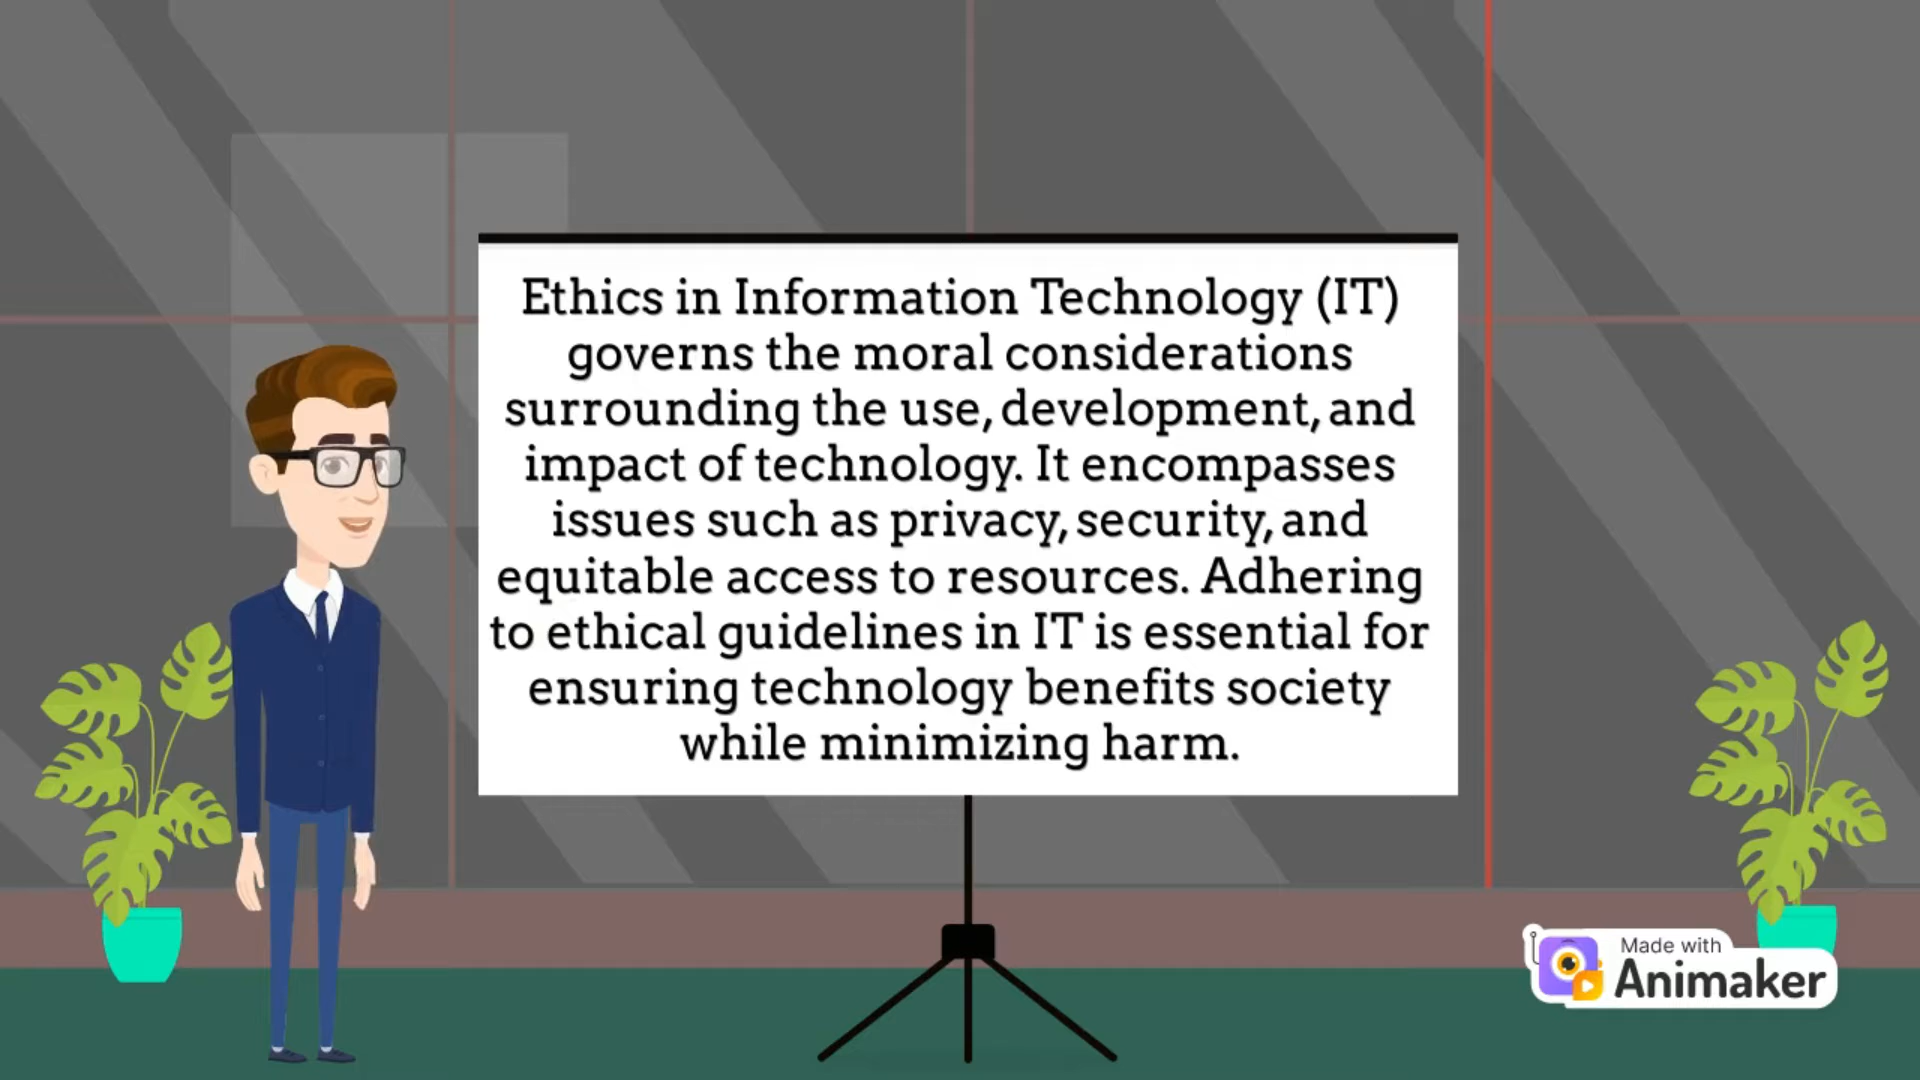 Ethics in Information Technology (IT)
governs the moral considerations
surrounding the use, development, and
impact of technology. It encompasses
issues such as privacy, security, and
equitable access to resources. Adhering
to ethical guidelines in IT is essential for
ensuring technology benefits society
while minimizing harm.
Made with
Animaker